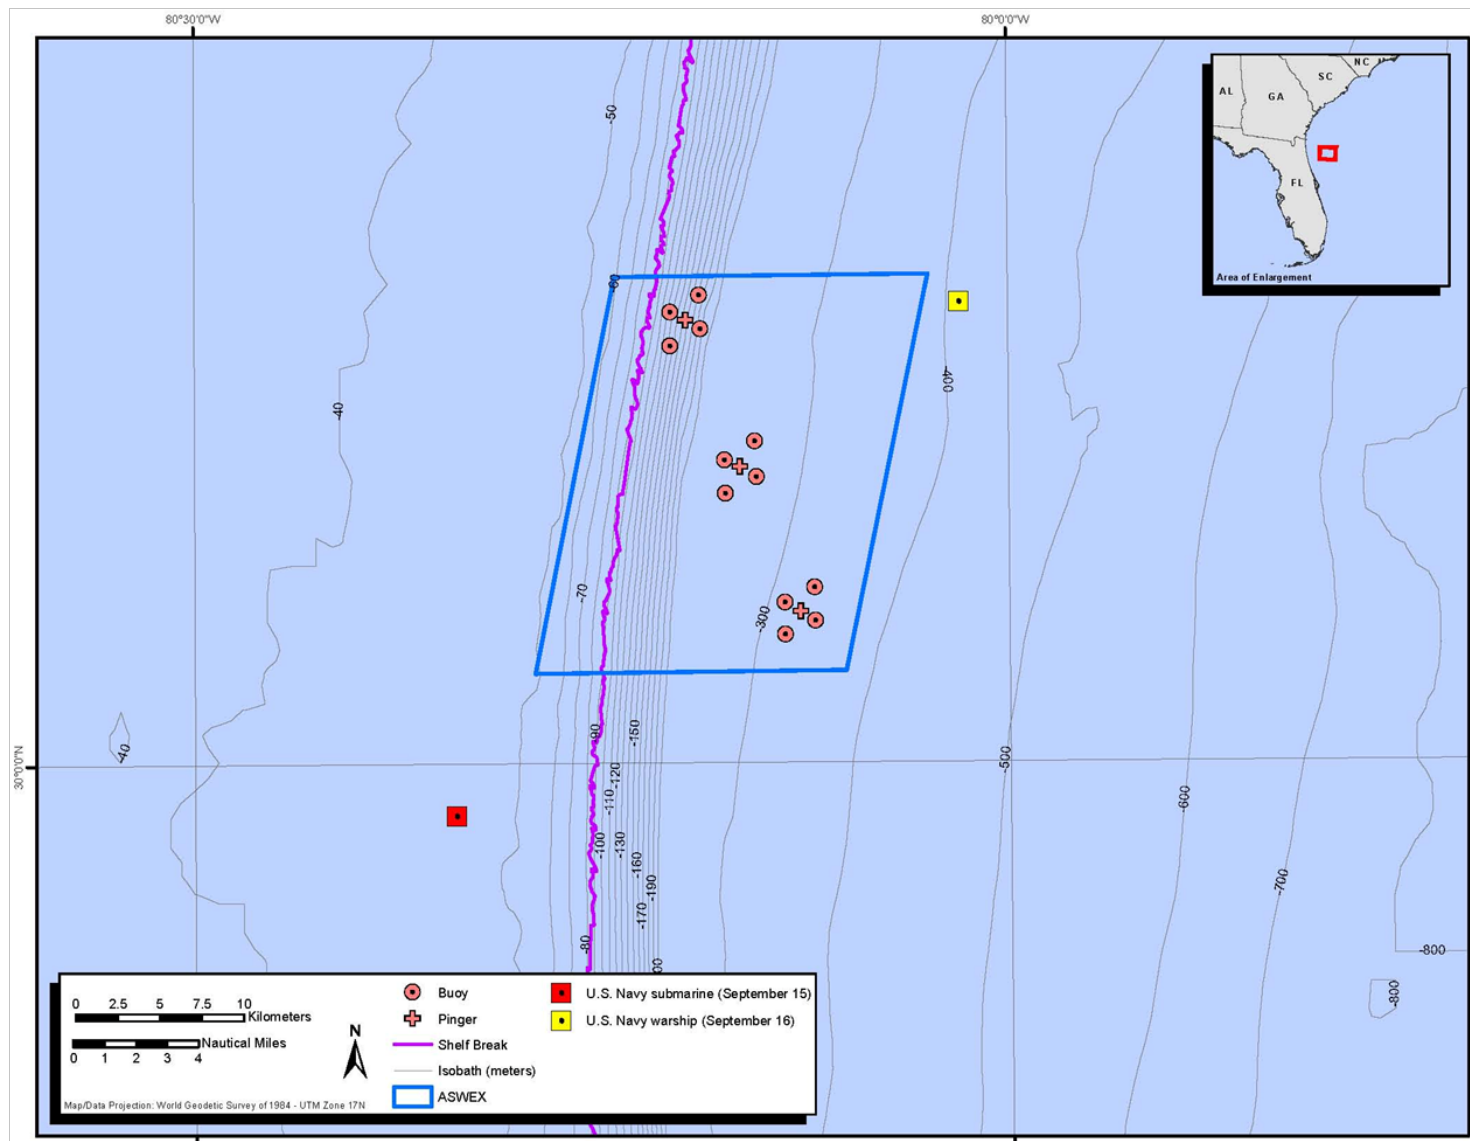 80°30'0"W
80°0'0"W
-50
AL
GA
SC
NC
FL
Area of Enlargement
-60
-400
-40
-70
-300
-40
-90
-150
30°0'0"N
-500
-120
-110
-600
-100
-130
-160
-190
-700
-170
-80
-800
00
-800
0 2.5 5 7.5 10
Kilometers
Nautical Miles
0 1 2 3 4
N
Buoy
Pinger
Shelf Break
Isobath (meters)
ASWEX
U.S. Navy submarine (September 15)
U.S. Navy warship (September 16)
Map/Data Projection: World Geodetic Survey of 1984 - UTM Zone 17N